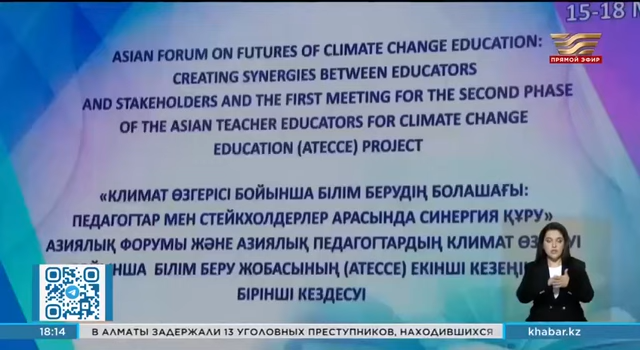 15-18
ПРЯМОЙ ЭФИР
ASIAN FORUM ON FUTURES OF CLIMATE CHANGE EDUCATION:
CREATING SYNERGIES BETWEEN EDUCATORS
AND STAKEHOLDERS AND THE FIRST MEETING FOR THE SECOND PHASE
OF THE ASIAN TEACHER EDUCATORS FOR CLIMATE CHANGE
EDUCATION (ATECCE) PROJECT
«КЛИМАТ ӨЗГЕРІСІ БОЙЫНША БІЛІМ БЕРУДІҢ БОЛАШАҒЫ:
ПЕДАГОГТАР МЕН СТЕЙКХОЛДЕРЛЕР АРАСЫНДА СИНЕРГИЯ ҚҰРУ»
АЗИЯЛЫҚ ФОРУМЫ ЖӘНЕ АЗИЯЛЫҚ ПЕДАГОГТАРДЫҢ КЛИМАТ
БІЛІМ БЕРУ ЖОБАСЫНЫҢ (ATECCE) ЕКІНШІ
БІРІНШІ КЕЗДЕСУІ
18:14
В АЛМАТЫ ЗАДЕРЖАЛИ 13 УГОЛОВНЫХ ПРЕСТУПНИКОВ, НАХОДИВШИХСЯ
khabar.kz